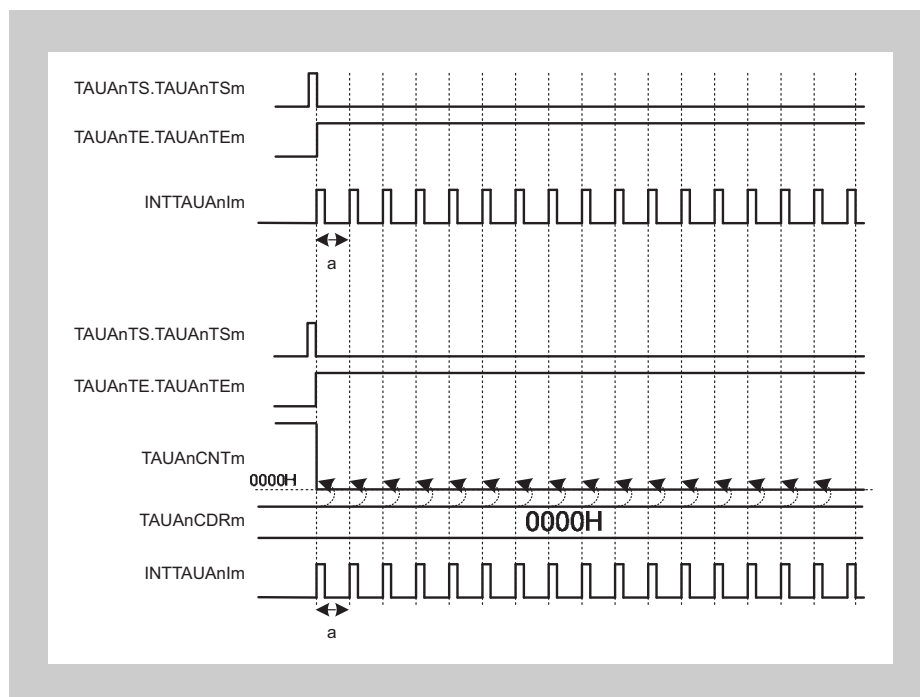 TAUAnTS.TAUAnTSm
TAUAnTE.TAUAnTEm
INTTAUAnIm
a
TAUAnTS.TAUAnTSm
TAUAnTE.TAUAnTEm
TAUAnCNTm
0000H
TAUAnCDRm
0000H
INTTAUAnIm
a